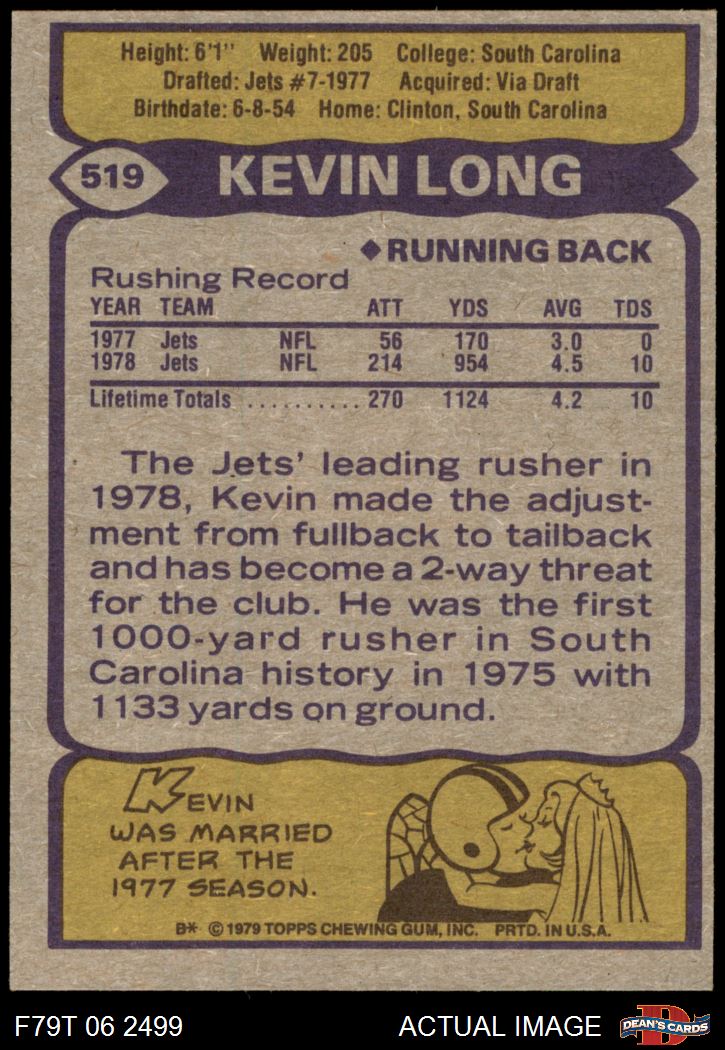 Height: 6'1" Weight: 205 College: South Carolina
Drafted: Jets #7-1977 Acquired: Via Draft
Birthdate: 6-8-54 Home: Clinton, South Carolina
519 KEVIN LONG
◆RUNNING BACK
Rushing Record
YEAR TEAM ATT YDS AVG TDS
1977 Jets NFL 56 170 3.0 0
1978 Jets NFL 214 954 4.5 10
Lifetime Totals .......... 270 1124 4.2 10
The Jets' leading rusher in
1978, Kevin made the adjust-
ment from fullback to tailback
and has become a 2-way threat
for the club. He was the first
1000-yard rusher in South
Carolina history in 1975 with
1133 yards on ground.
KEVIN
WAS MARRIED
AFTER THE
1977 SEASON.
B* © 1979 TOPPS CHEWING GUM, INC. PRTD. IN U.S.A.
F79T 06 2499 ACTUAL IMAGE D DEAN'S CARDS